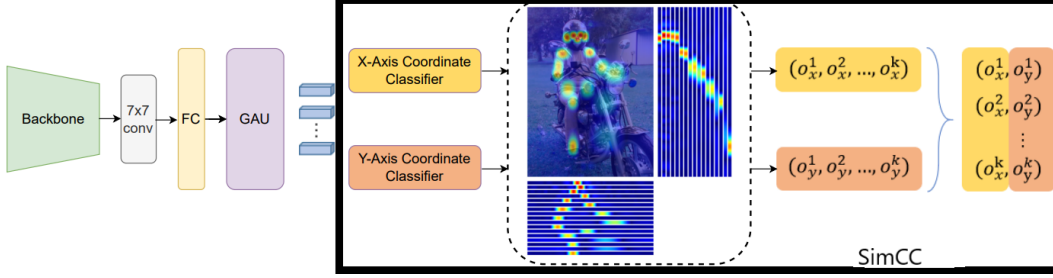 Backbone
7x7
conv
FC
GAU
X-Axis Coordinate
Classifier
Y-Axis Coordinate
Classifier
(o_x^1, o_x^2, ..., o_x^k)
(o_y^1, o_y^2, ..., o_y^k)
(o_x^1, o_y^1)
(o_x^2, o_y^2)
⋮
(o_x^k, o_y^k)
SimCC